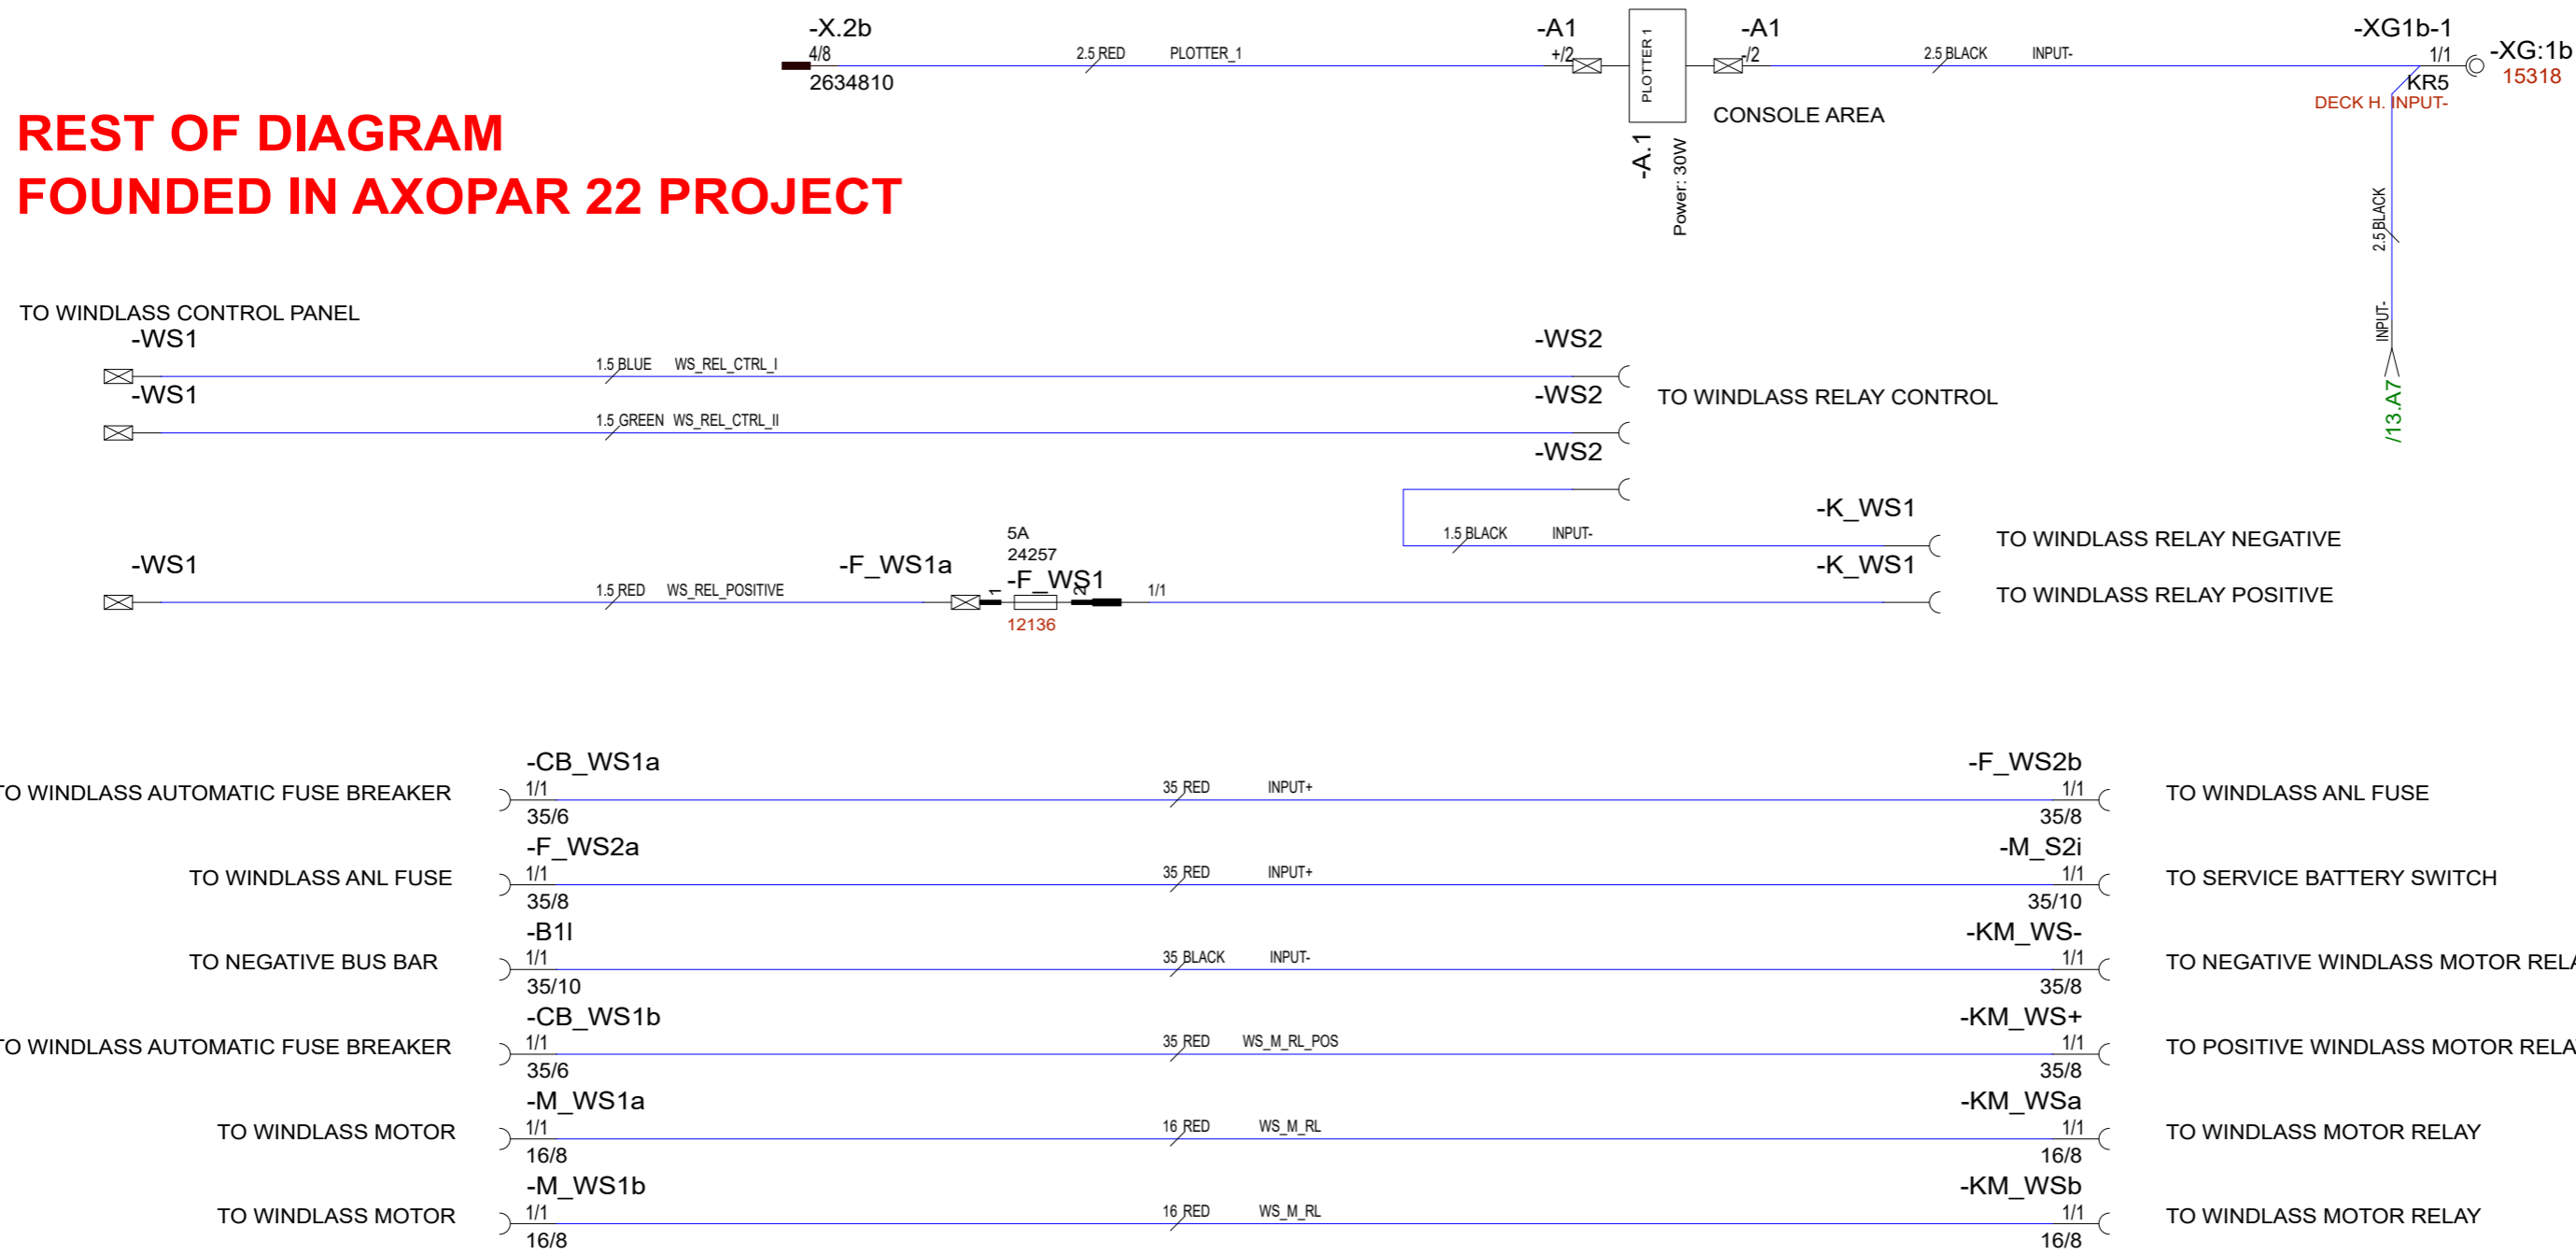 -X.2b
4/8
2634810
2.5 RED PLOTTER_1
-A1
+/2
PLOTTER 1
-A.1
Power: 30W
-A1
-/2
CONSOLE AREA
2.5 BLACK INPUT-
-XG1b-1
1/1
KR5
DECK H. INPUT-
-XG:1b
15318
2.5 BLACK
INPUT-
/13.A7
REST OF DIAGRAM
FOUNDED IN AXOPAR 22 PROJECT
TO WINDLASS CONTROL PANEL
-WS1
1.5 BLUE WS_REL_CTRL_I
-WS2
-WS1
1.5 GREEN WS_REL_CTRL_II
-WS2
TO WINDLASS RELAY CONTROL
-WS2
1.5 BLACK INPUT-
-K_WS1
TO WINDLASS RELAY NEGATIVE
-WS1
1.5 RED WS_REL_POSITIVE
-F_WS1a
5A
24257
-F_WS1
1
2
12136
1/1
-K_WS1
TO WINDLASS RELAY POSITIVE
TO WINDLASS AUTOMATIC FUSE BREAKER
-CB_WS1a
1/1
35/6
35 RED INPUT+
-F_WS2b
1/1
35/8
TO WINDLASS ANL FUSE
TO WINDLASS ANL FUSE
-F_WS2a
1/1
35/8
35 RED INPUT+
-M_S2i
1/1
35/10
TO SERVICE BATTERY SWITCH
TO NEGATIVE BUS BAR
-B1l
1/1
35/10
35 BLACK INPUT-
-KM_WS-
1/1
35/8
TO NEGATIVE WINDLASS MOTOR RELA
TO WINDLASS AUTOMATIC FUSE BREAKER
-CB_WS1b
1/1
35/6
35 RED WS_M_RL_POS
-KM_WS+
1/1
35/8
TO POSITIVE WINDLASS MOTOR RELA
TO WINDLASS MOTOR
-M_WS1a
1/1
16/8
16 RED WS_M_RL
-KM_WSa
1/1
16/8
TO WINDLASS MOTOR RELAY
TO WINDLASS MOTOR
-M_WS1b
1/1
16/8
16 RED WS_M_RL
-KM_WSb
1/1
16/8
TO WINDLASS MOTOR RELAY